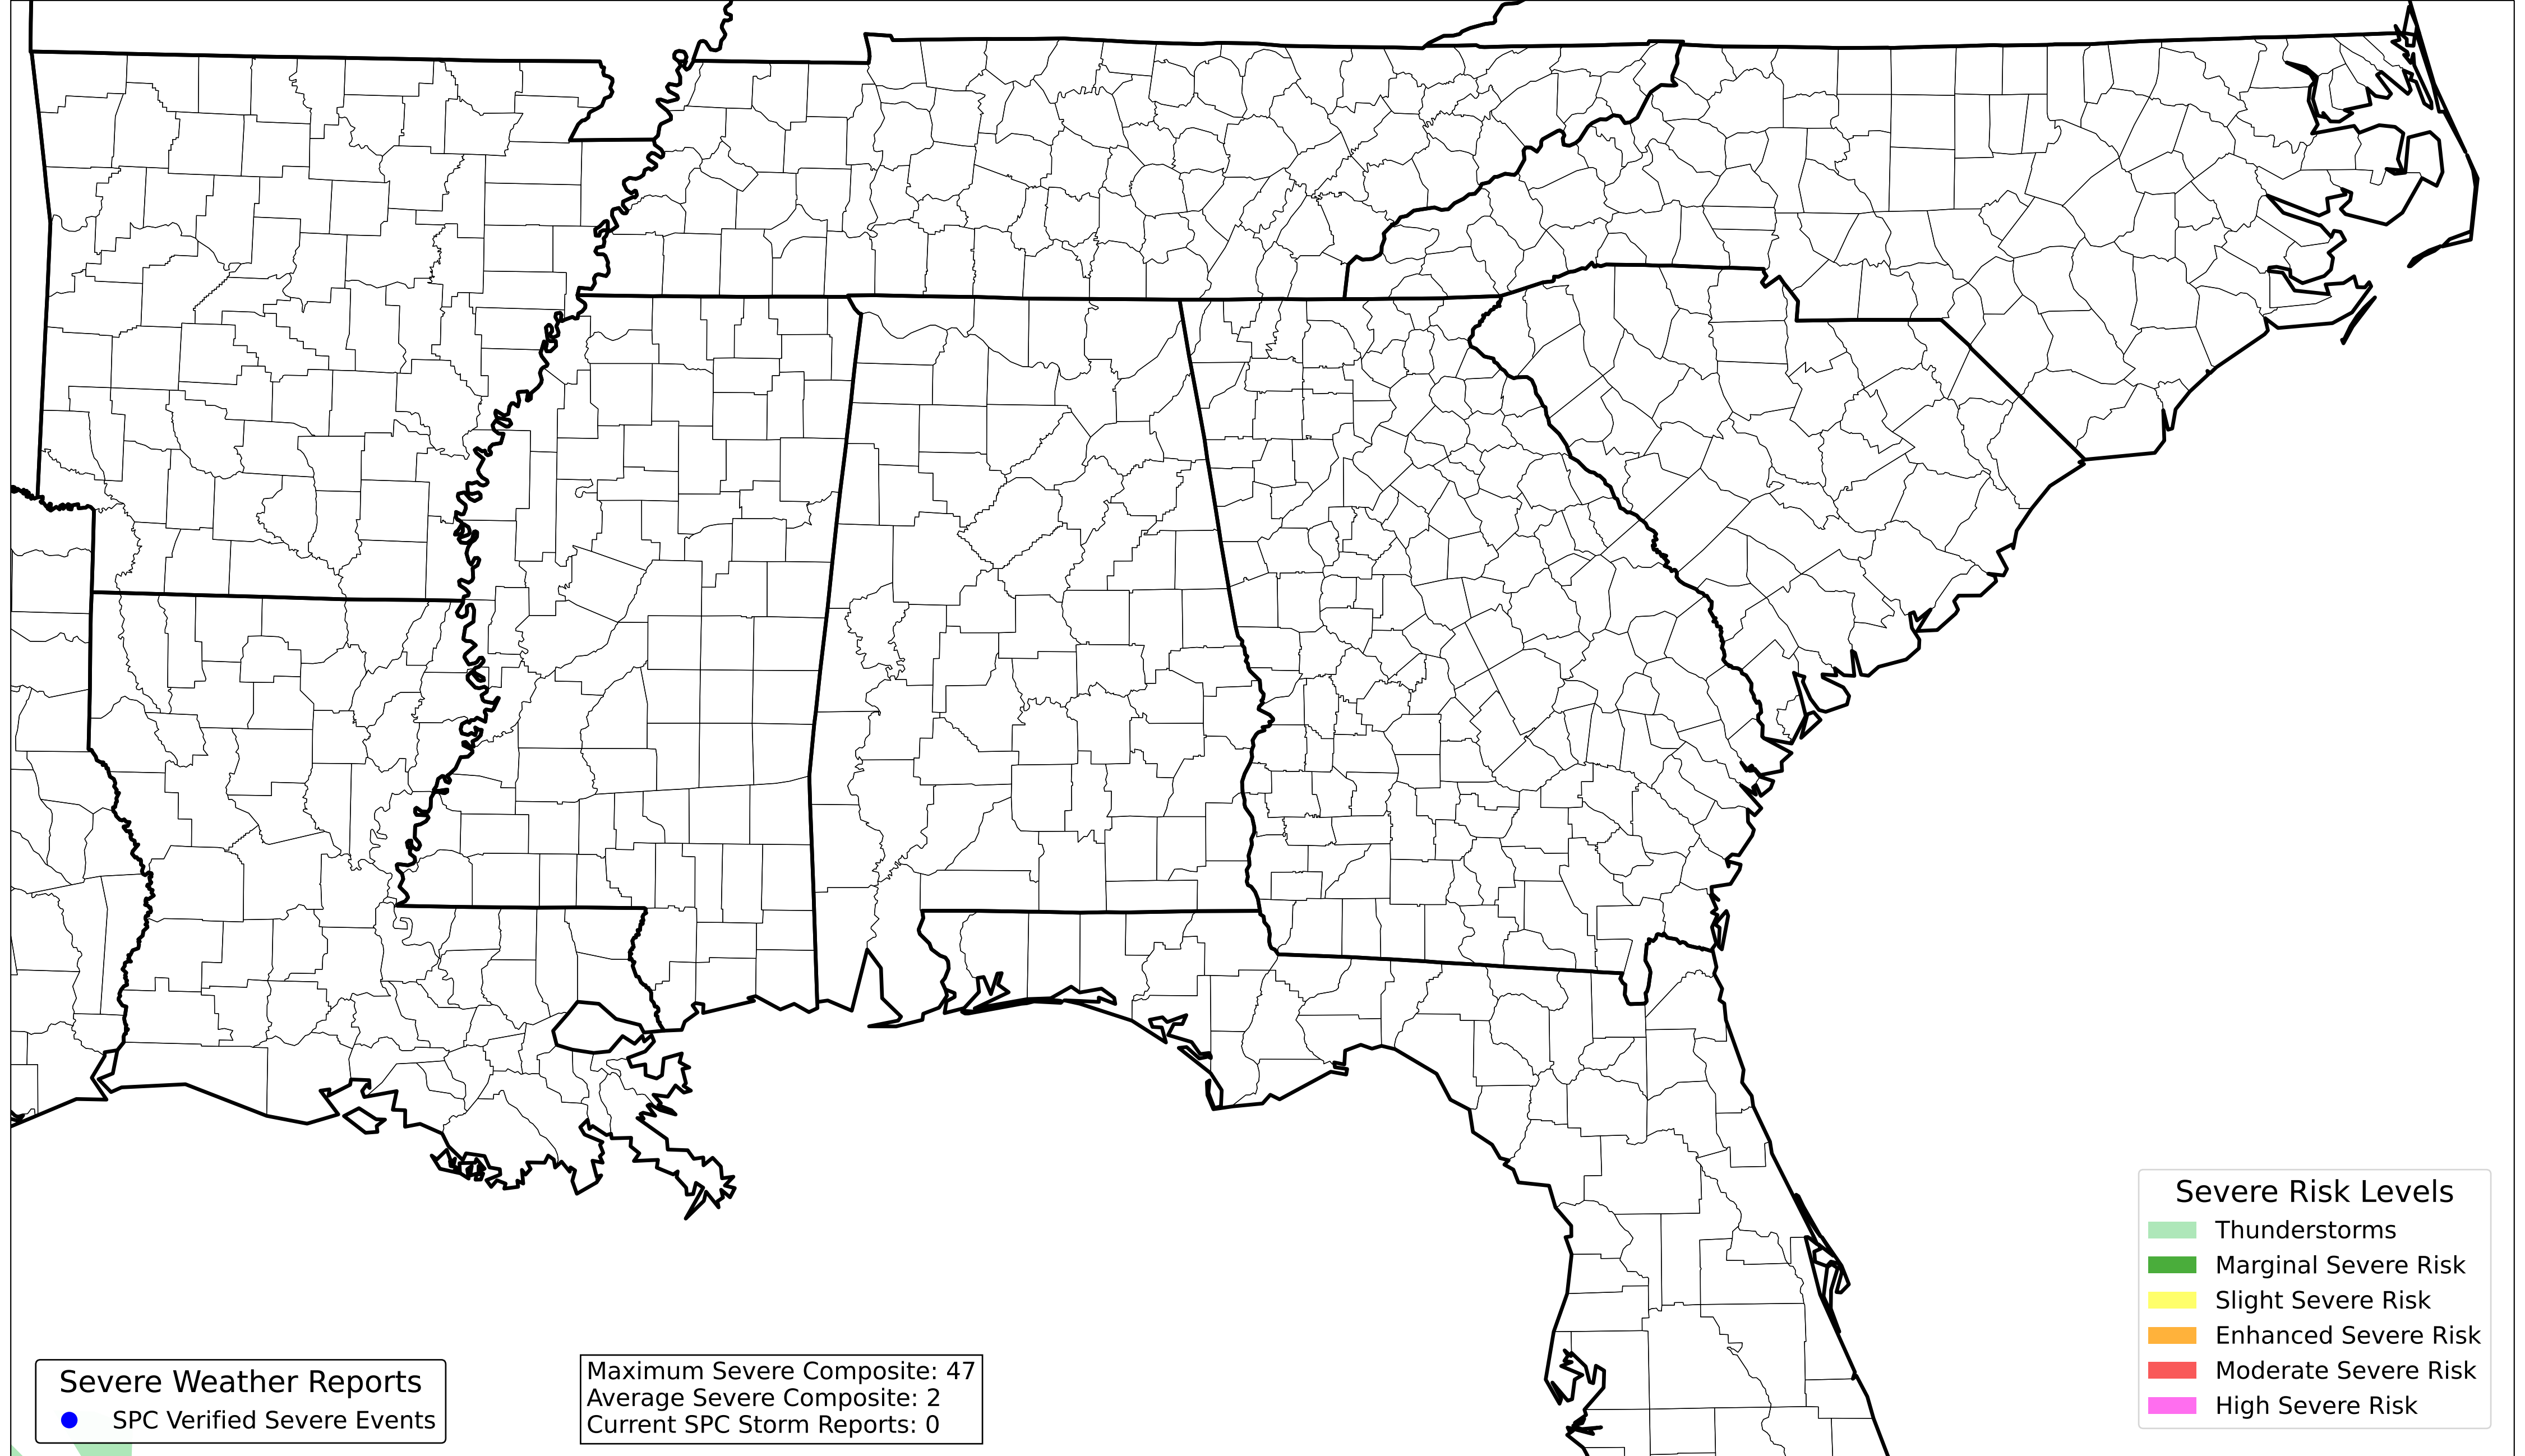 Severe Weather Reports
SPC Verified Severe Events
Maximum Severe Composite: 47
Average Severe Composite: 2
Current SPC Storm Reports: 0
Severe Risk Levels
Thunderstorms
Marginal Severe Risk
Slight Severe Risk
Enhanced Severe Risk
Moderate Severe Risk
High Severe Risk